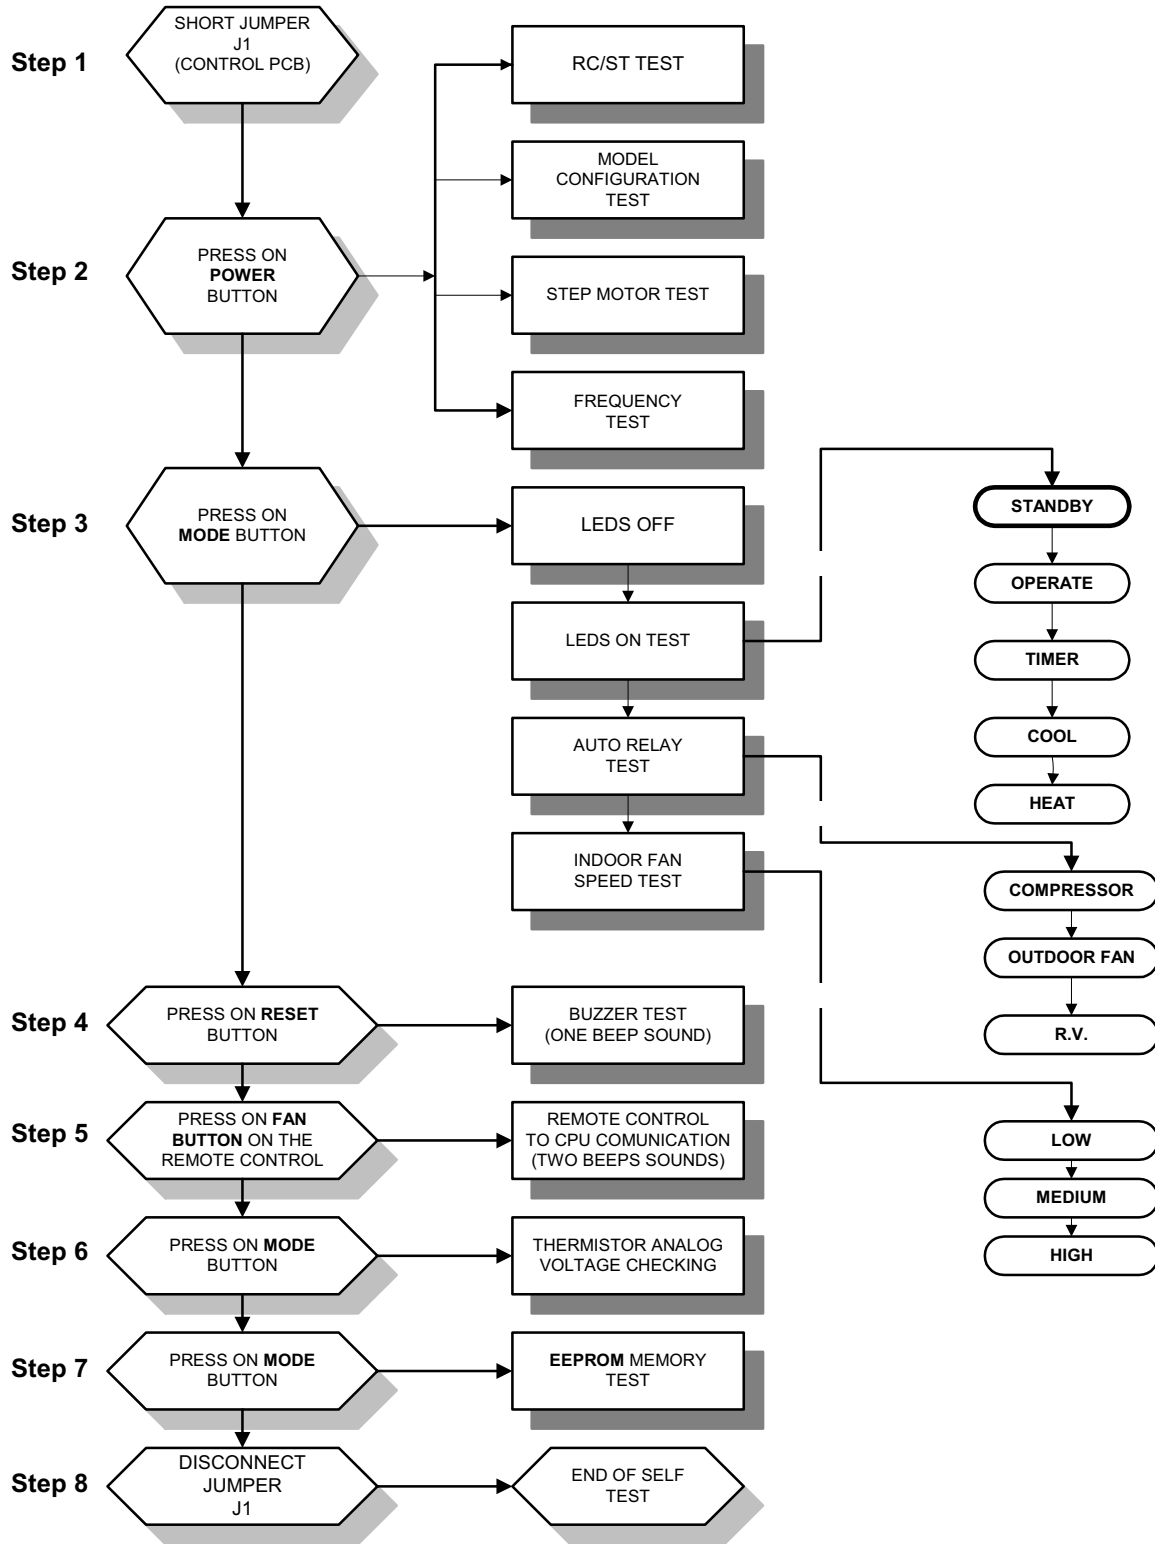 Step 1
SHORT JUMPER
J1
(CONTROL PCB)
RC/ST TEST
MODEL
CONFIGURATION
TEST
Step 2
PRESS ON
POWER
BUTTON
STEP MOTOR TEST
FREQUENCY
TEST
Step 3
PRESS ON
MODE BUTTON
LEDS OFF
LEDS ON TEST
AUTO RELAY
TEST
INDOOR FAN
SPEED TEST
STANDBY
OPERATE
TIMER
COOL
HEAT
COMPRESSOR
OUTDOOR FAN
R.V.
LOW
MEDIUM
HIGH
Step 4
PRESS ON RESET
BUTTON
BUZZER TEST
(ONE BEEP SOUND)
Step 5
PRESS ON FAN
BUTTON ON THE
REMOTE CONTROL
REMOTE CONTROL
TO CPU COMUNICATION
(TWO BEEPS SOUNDS)
Step 6
PRESS ON MODE
BUTTON
THERMISTOR ANALOG
VOLTAGE CHECKING
Step 7
PRESS ON MODE
BUTTON
EEPROM MEMORY
TEST
Step 8
DISCONNECT
JUMPER
J1
END OF SELF
TEST